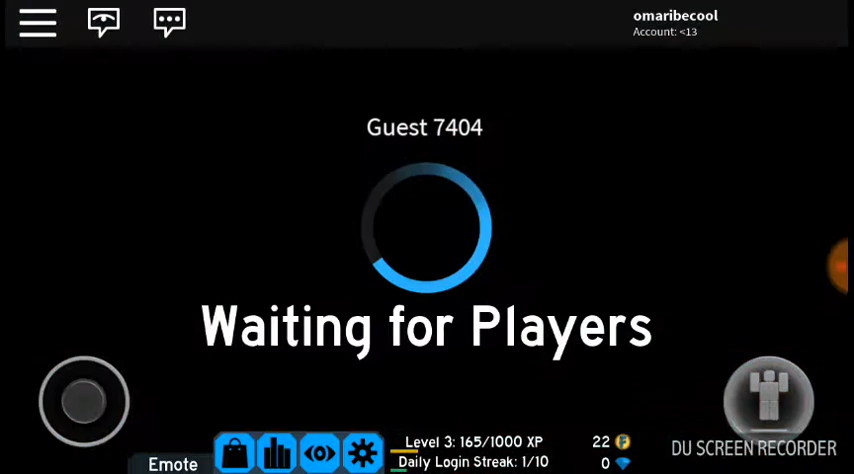 omaribecool
Account: <13
Guest 7404
Waiting for Players
Level 3: 165/1000 XP
22
Daily Login Streak: 1/10
0
Emote
DU SCREEN RECORDER